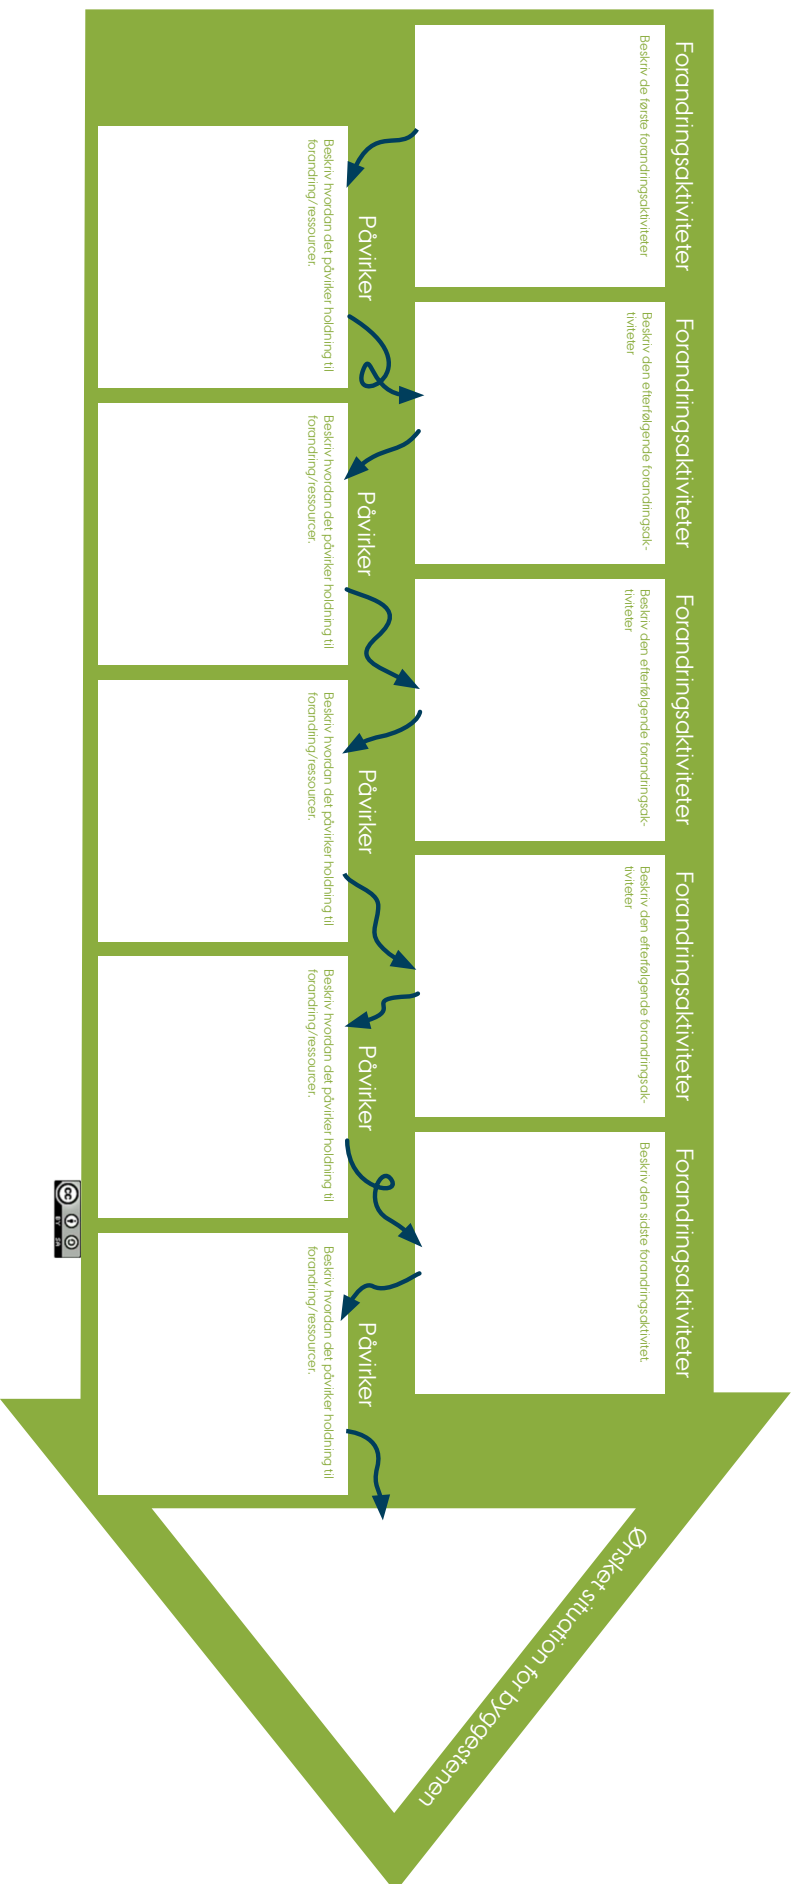 Forandringsaktiviteter
Beskriv de første forandringsaktiviteter
Forandringsaktiviteter
Beskriv den efterfølgende forandringsak-
tiviteter
Forandringsaktiviteter
Beskriv den efterfølgende forandringsak-
tiviteter
Forandringsaktiviteter
Beskriv den efterfølgende forandringsak-
tiviteter
Forandringsaktiviteter
Beskriv den sidste forandringsaktivitet.
Påvirker
Beskriv hvordan det påvirker holdning til
forandring/ressourcer.
Påvirker
Beskriv hvordan det påvirker holdning til
forandring/ressourcer.
Påvirker
Beskriv hvordan det påvirker holdning til
forandring/ressourcer.
Påvirker
Beskriv hvordan det påvirker holdning til
forandring/ressourcer.
Påvirker
Beskriv hvordan det påvirker holdning til
forandring/ressourcer.
Ønsket situation for byggestenen
cc
BY SA